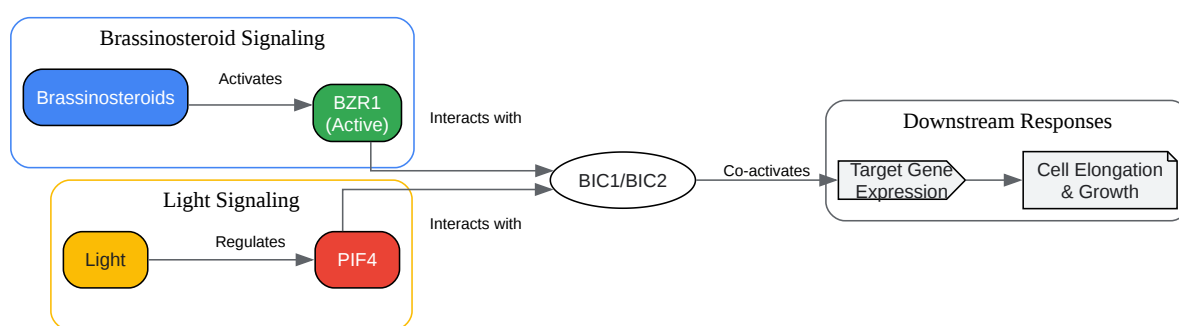 Brassinosteroid Signaling
Brassinosteroids
Activates
BZR1
(Active)
Interacts with
Light Signaling
Light
Regulates
PIF4
Interacts with
BIC1/BIC2
Co-activates
Downstream Responses
Target Gene
Expression
Cell Elongation
& Growth